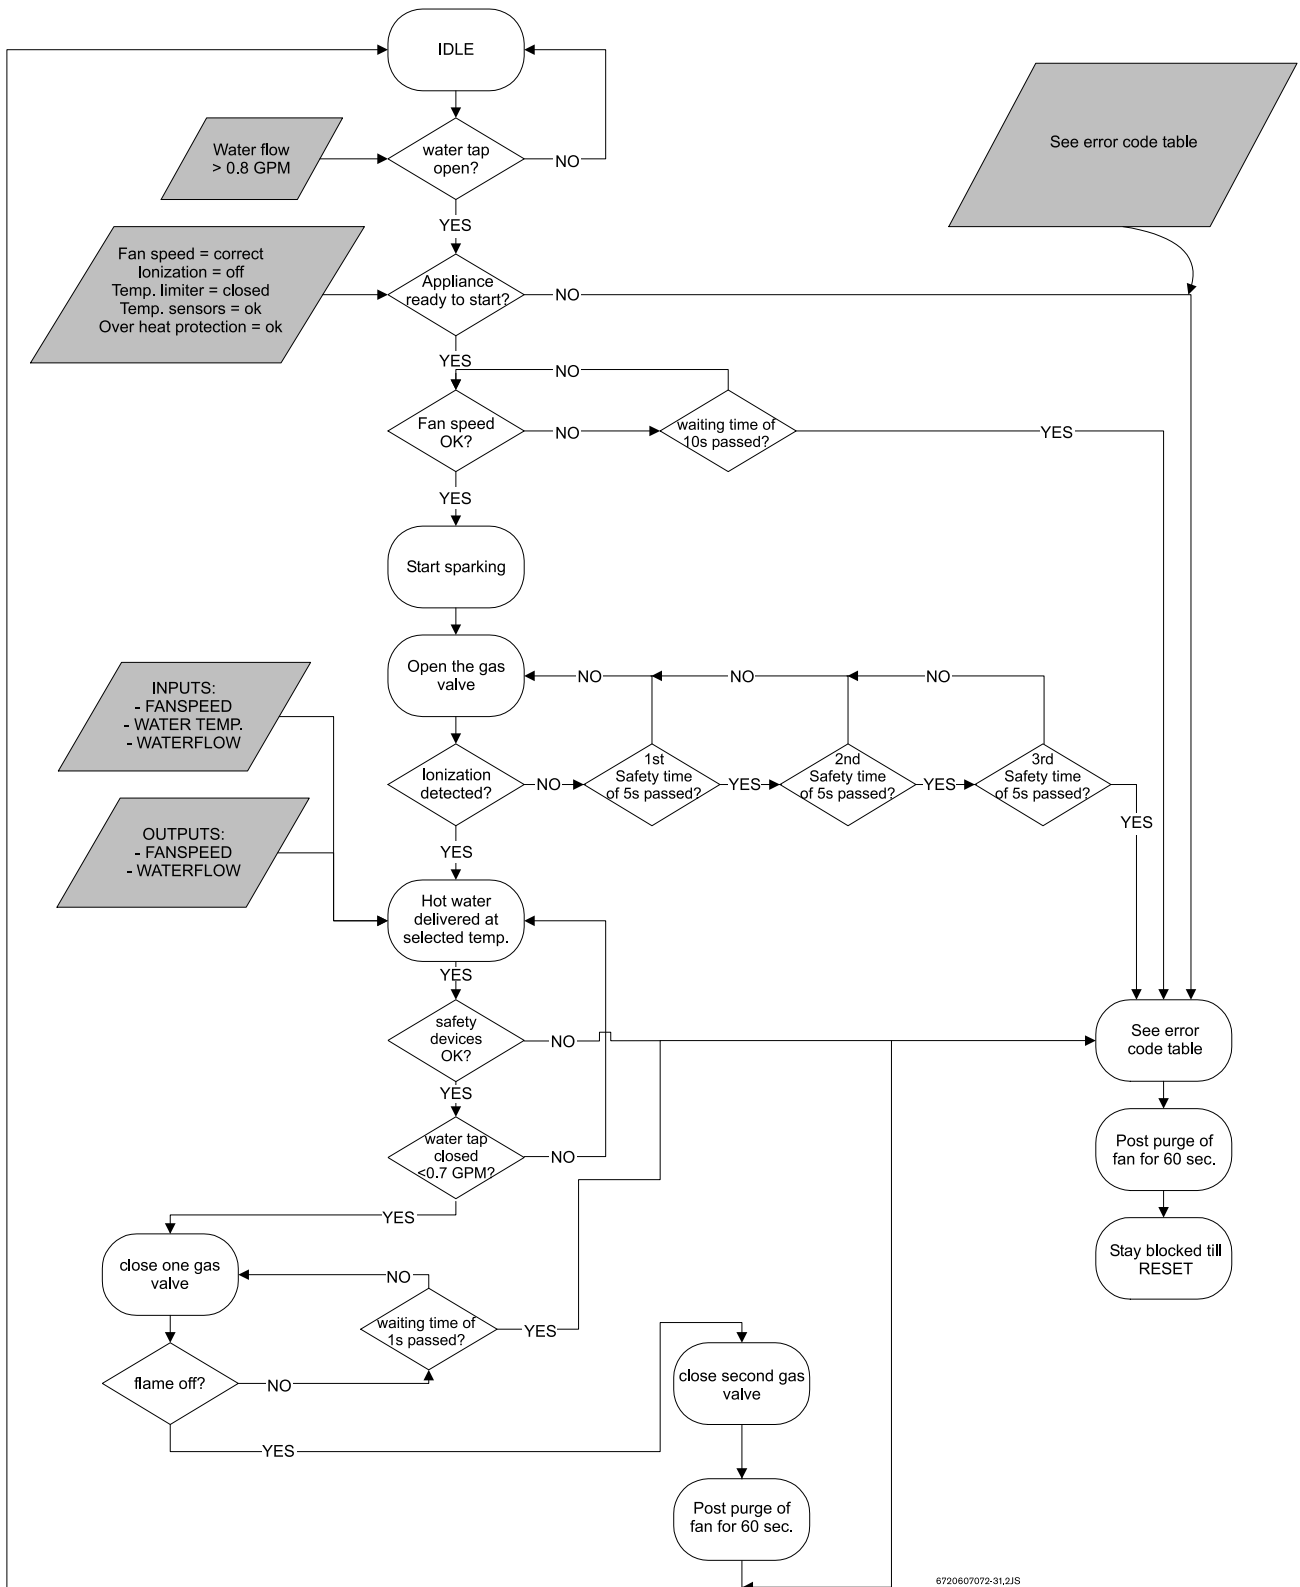 IDLE
Water flow
> 0.8 GPM
water tap
open?
NO
See error code table
YES
Fan speed = correct
Ionization = off
Temp. limiter = closed
Temp. sensors = ok
Over heat protection = ok
Appliance
ready to start?
NO
YES
NO
Fan speed
OK?
NO
waiting time of
10s passed?
YES
YES
Start sparking
Open the gas
valve
NO
NO
NO
INPUTS:
- FANSPEED
- WATER TEMP.
- WATERFLOW
Ionization
detected?
NO
1st
Safety time
of 5s passed?
YES
2nd
Safety time
of 5s passed?
YES
3rd
Safety time
of 5s passed?
YES
OUTPUTS:
- FANSPEED
- WATERFLOW
YES
Hot water
delivered at
selected temp.
YES
safety
devices
OK?
NO
See error
code table
YES
water tap
closed
<0.7 GPM?
NO
Post purge of
fan for 60 sec.
YES
close one gas
valve
NO
Stay blocked till
RESET
waiting time of
1s passed?
YES
flame off?
NO
close second gas
valve
YES
Post purge of
fan for 60 sec.
6720607072-31,2JS